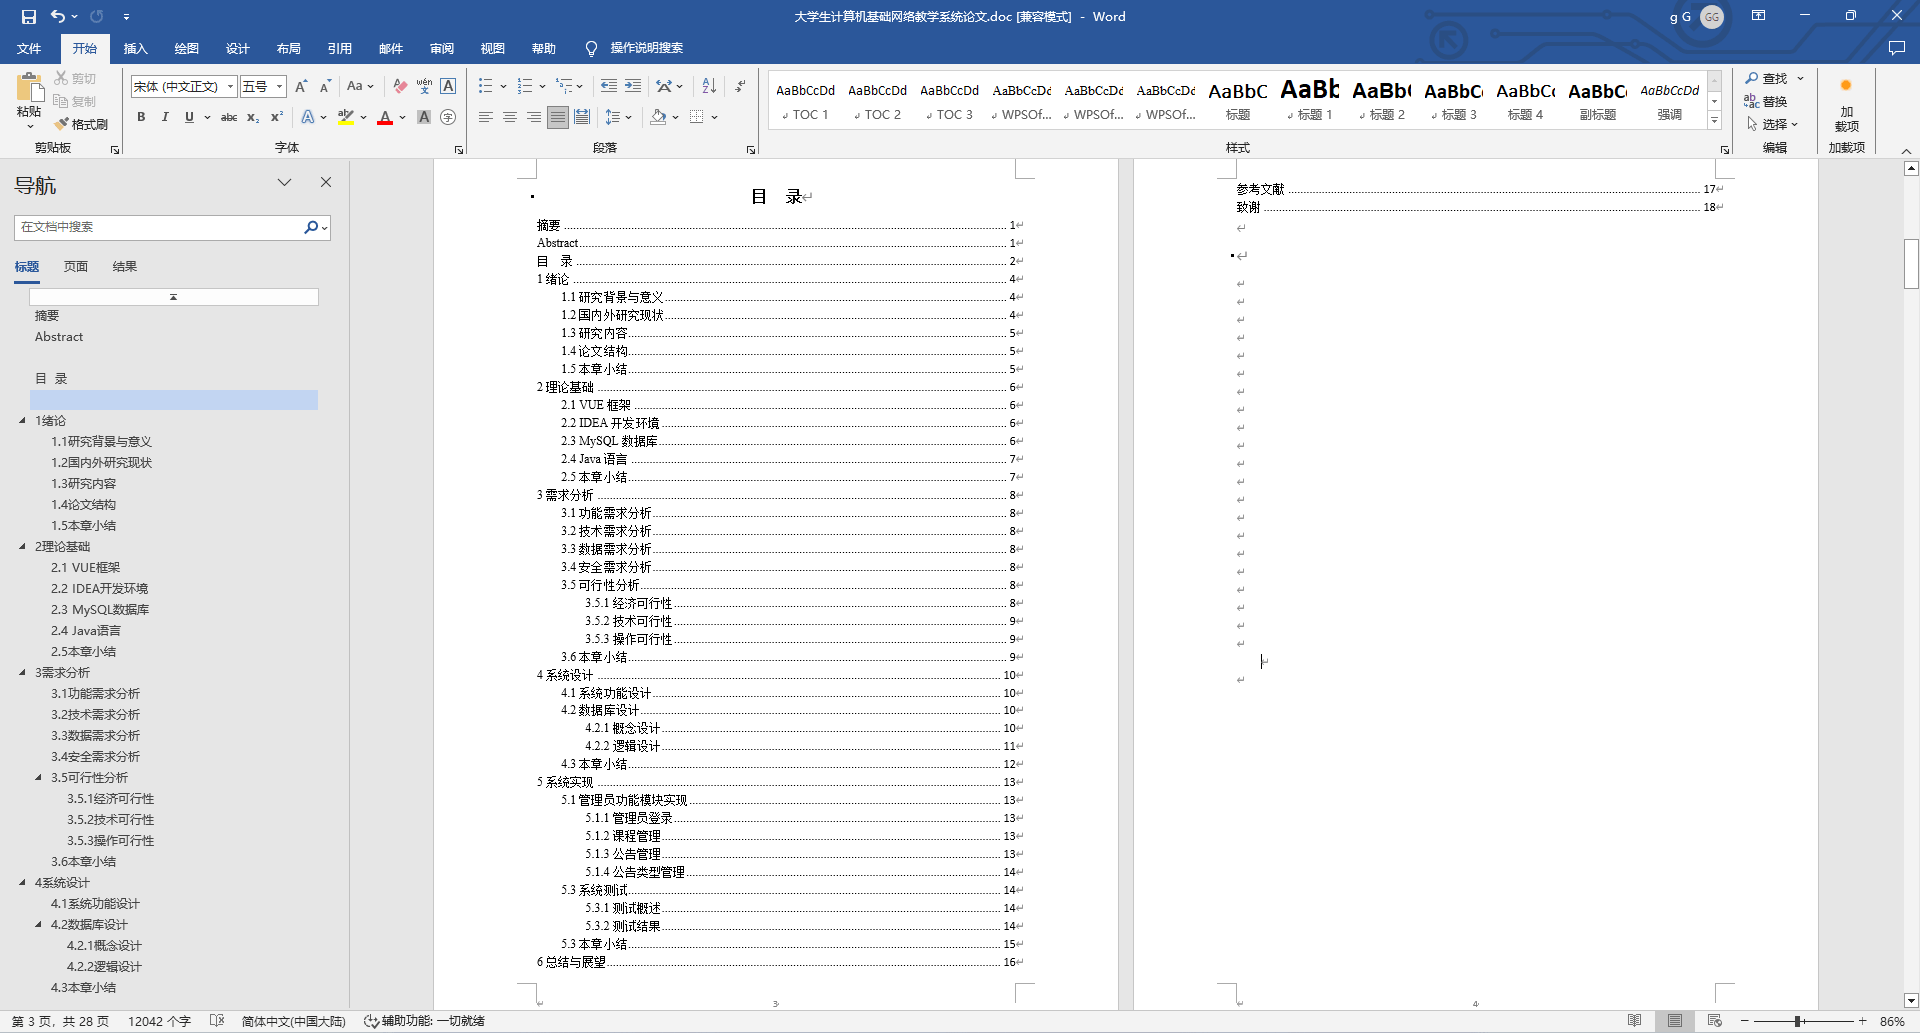 大学生计算机基础网络教学系统论文.doc [兼容模式] - Word
g G
GG
文件 开始 插入 绘图 设计 布局 引用 邮件 审阅 视图 帮助 操作说明搜索
粘贴
剪切
复制
格式刷
剪贴板
宋体 (中文正文) 五号
字体
段落
AaBbCcDd AaBbCcDd AaBbCcDd AaBbCcDd AaBbCcDd AaBbCcDd AaBbC AaBb AaBb( AaBbC AaBbCc AaBbC AaBbCcDd
TOC 1 TOC 2 TOC 3 WPSOf... WPSOf... WPSOf... 标题 标题 1 标题 2 标题 3 标题 4 副标题 强调
样式
查找
替换
选择
编辑
加
载项
加载项
导航
在文档中搜索
标题 页面 结果
摘要
Abstract
目 录
1绪论
1.1研究背景与意义
1.2国内外研究现状
1.3研究内容
1.4论文结构
1.5本章小结
2理论基础
2.1 VUE框架
2.2 IDEA开发环境
2.3 MySQL数据库
2.4 Java语言
2.5本章小结
3需求分析
3.1功能需求分析
3.2技术需求分析
3.3数据需求分析
3.4安全需求分析
3.5可行性分析
3.5.1经济可行性
3.5.2技术可行性
3.5.3操作可行性
3.6本章小结
4系统设计
4.1系统功能设计
4.2数据库设计
4.2.1概念设计
4.2.2逻辑设计
4.3本章小结
目 录
摘要 1
Abstract 1
目 录 2
1 绪论 4
1.1 研究背景与意义 4
1.2 国内外研究现状 4
1.3 研究内容 5
1.4 论文结构 5
1.5 本章小结 5
2 理论基础 6
2.1 VUE 框架 6
2.2 IDEA 开发环境 6
2.3 MySQL 数据库 6
2.4 Java 语言 7
2.5 本章小结 7
3 需求分析 8
3.1 功能需求分析 8
3.2 技术需求分析 8
3.3 数据需求分析 8
3.4 安全需求分析 8
3.5 可行性分析 8
3.5.1 经济可行性 8
3.5.2 技术可行性 9
3.5.3 操作可行性 9
3.6 本章小结 9
4 系统设计 10
4.1 系统功能设计 10
4.2 数据库设计 10
4.2.1 概念设计 10
4.2.2 逻辑设计 11
4.3 本章小结 12
5 系统实现 13
5.1 管理员功能模块实现 13
5.1.1 管理员登录 13
5.1.2 课程管理 13
5.1.3 公告管理 13
5.1.4 公告类型管理 14
5.3 系统测试 14
5.3.1 测试概述 14
5.3.2 测试结果 14
5.3 本章小结 15
6 总结与展望 16
3
参考文献 17
致谢 18
4
第 3 页，共 28 页 12042 个字 简体中文(中国大陆) 辅助功能: 一切就绪 86%